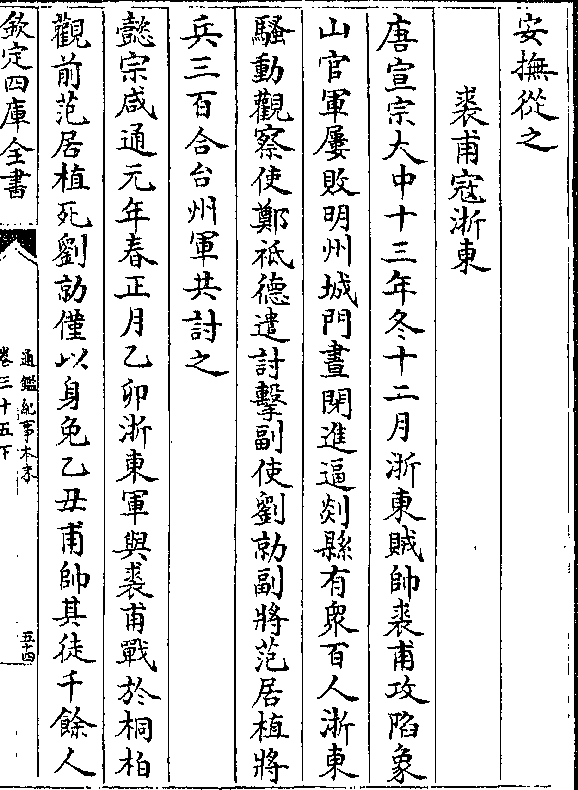 安撫從之
裘甫寇浙東
唐宣宗大中十三年冬十二月浙東賊帥裘甫攻陷象
山官軍屢敗明州城門晝閉進逼剡縣有衆百人浙東
騷動觀察使鄭祗德遣討擊副使劉勍副將范居植將
兵三百合台州軍共討之
懿宗咸通元年春正月乙卯浙東軍與裘甫戰於桐柏
觀前范居植死劉勍僅以身免乙丑甫帥其徒千餘人
欽定四庫全書
通鑑紀事本末
卷三十五下
五十四